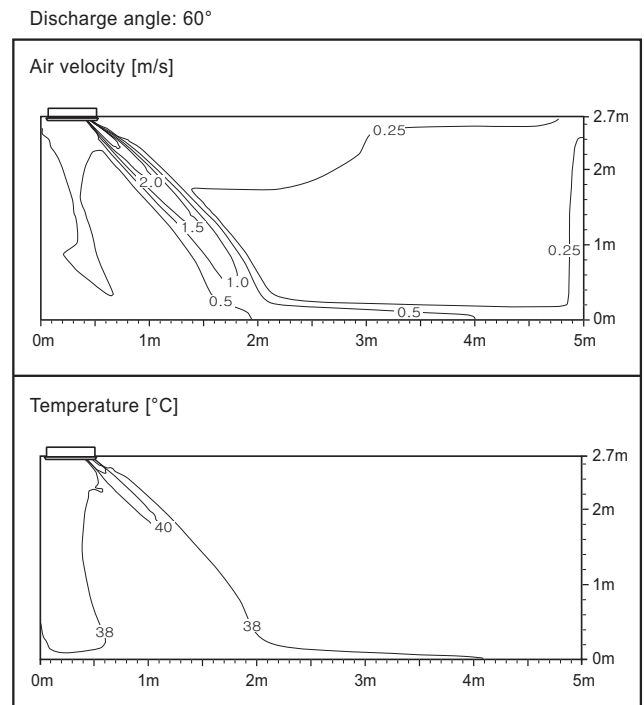 Discharge angle: 60°
Air velocity [m/s]
2.7m
0.25
2m
2.0
1.5
1m
0.25
1.0
0.5
0.5
0m
0m 1m 2m 3m 4m 5m
Temperature [°C]
2.7m
2m
40
1m
38
38
0m
0m 1m 2m 3m 4m 5m